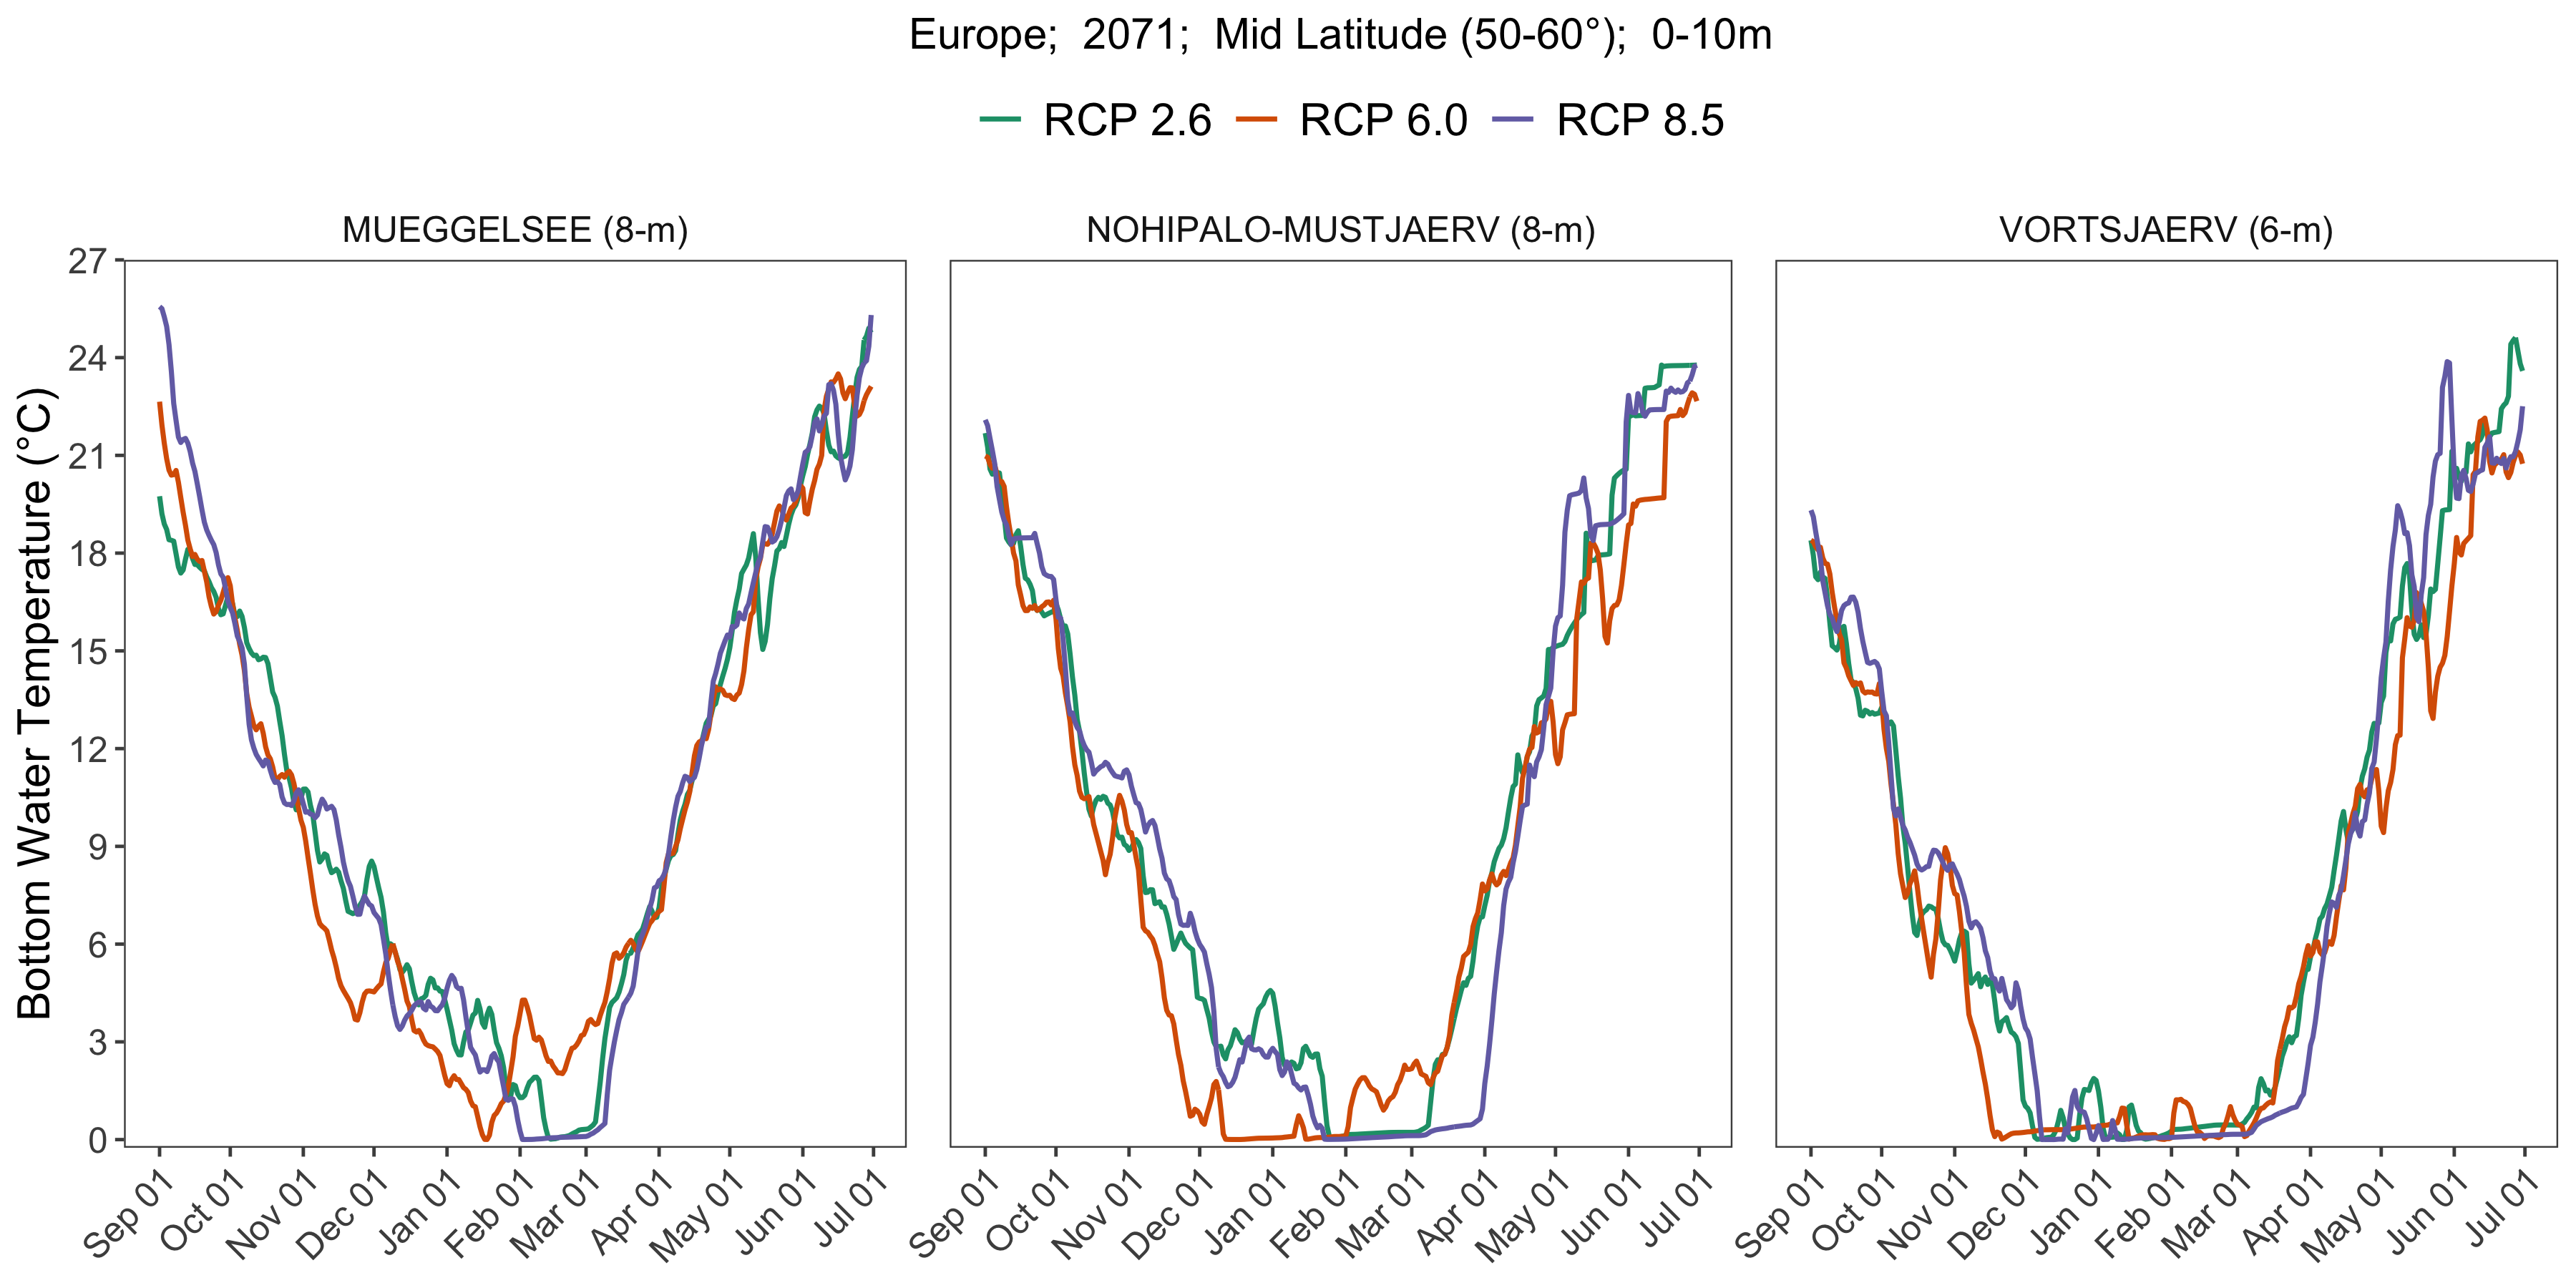 Europe;  2071;  Mid Latitude (50-60°);  0-10m
RCP 2.6 RCP 6.0 RCP 8.5
MUEGGELSEE (8-m) NOHIPALO-MUSTJAERV (8-m) VORTSJAERV (6-m)
Bottom Water Temperature (°C)
27
24
21
18
15
12
9
6
3
0
Sep 01 Oct 01 Nov 01 Dec 01 Jan 01 Feb 01 Mar 01 Apr 01 May 01 Jun 01 Jul 01 Sep 01 Oct 01 Nov 01 Dec 01 Jan 01 Feb 01 Mar 01 Apr 01 May 01 Jun 01 Jul 01 Sep 01 Oct 01 Nov 01 Dec 01 Jan 01 Feb 01 Mar 01 Apr 01 May 01 Jun 01 Jul 01